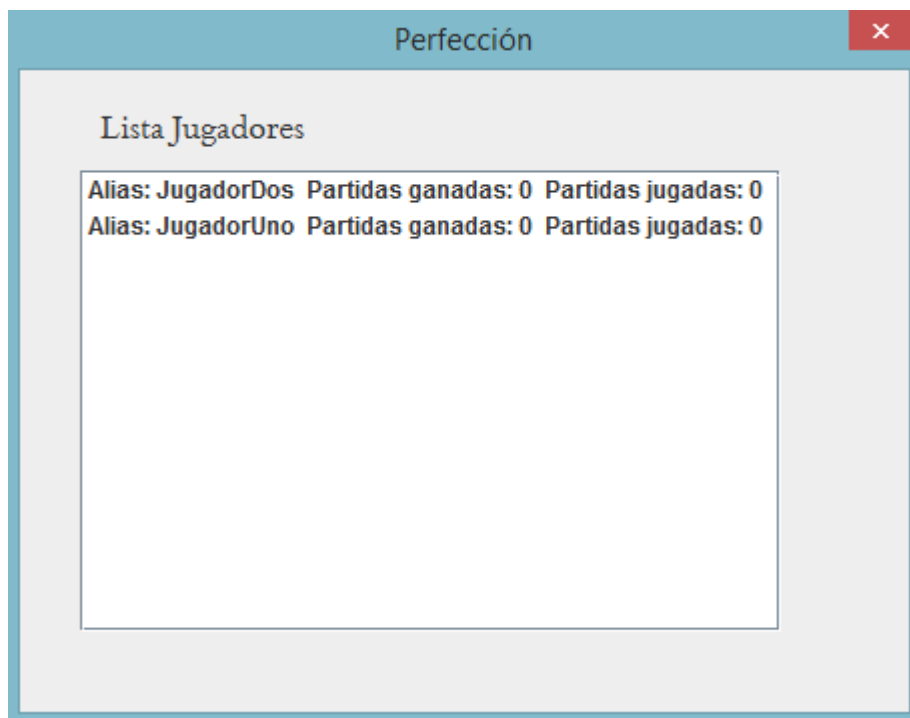 Perfección
Lista Jugadores
Alias: JugadorDos Partidas ganadas: 0 Partidas jugadas: 0
Alias: JugadorUno Partidas ganadas: 0 Partidas jugadas: 0